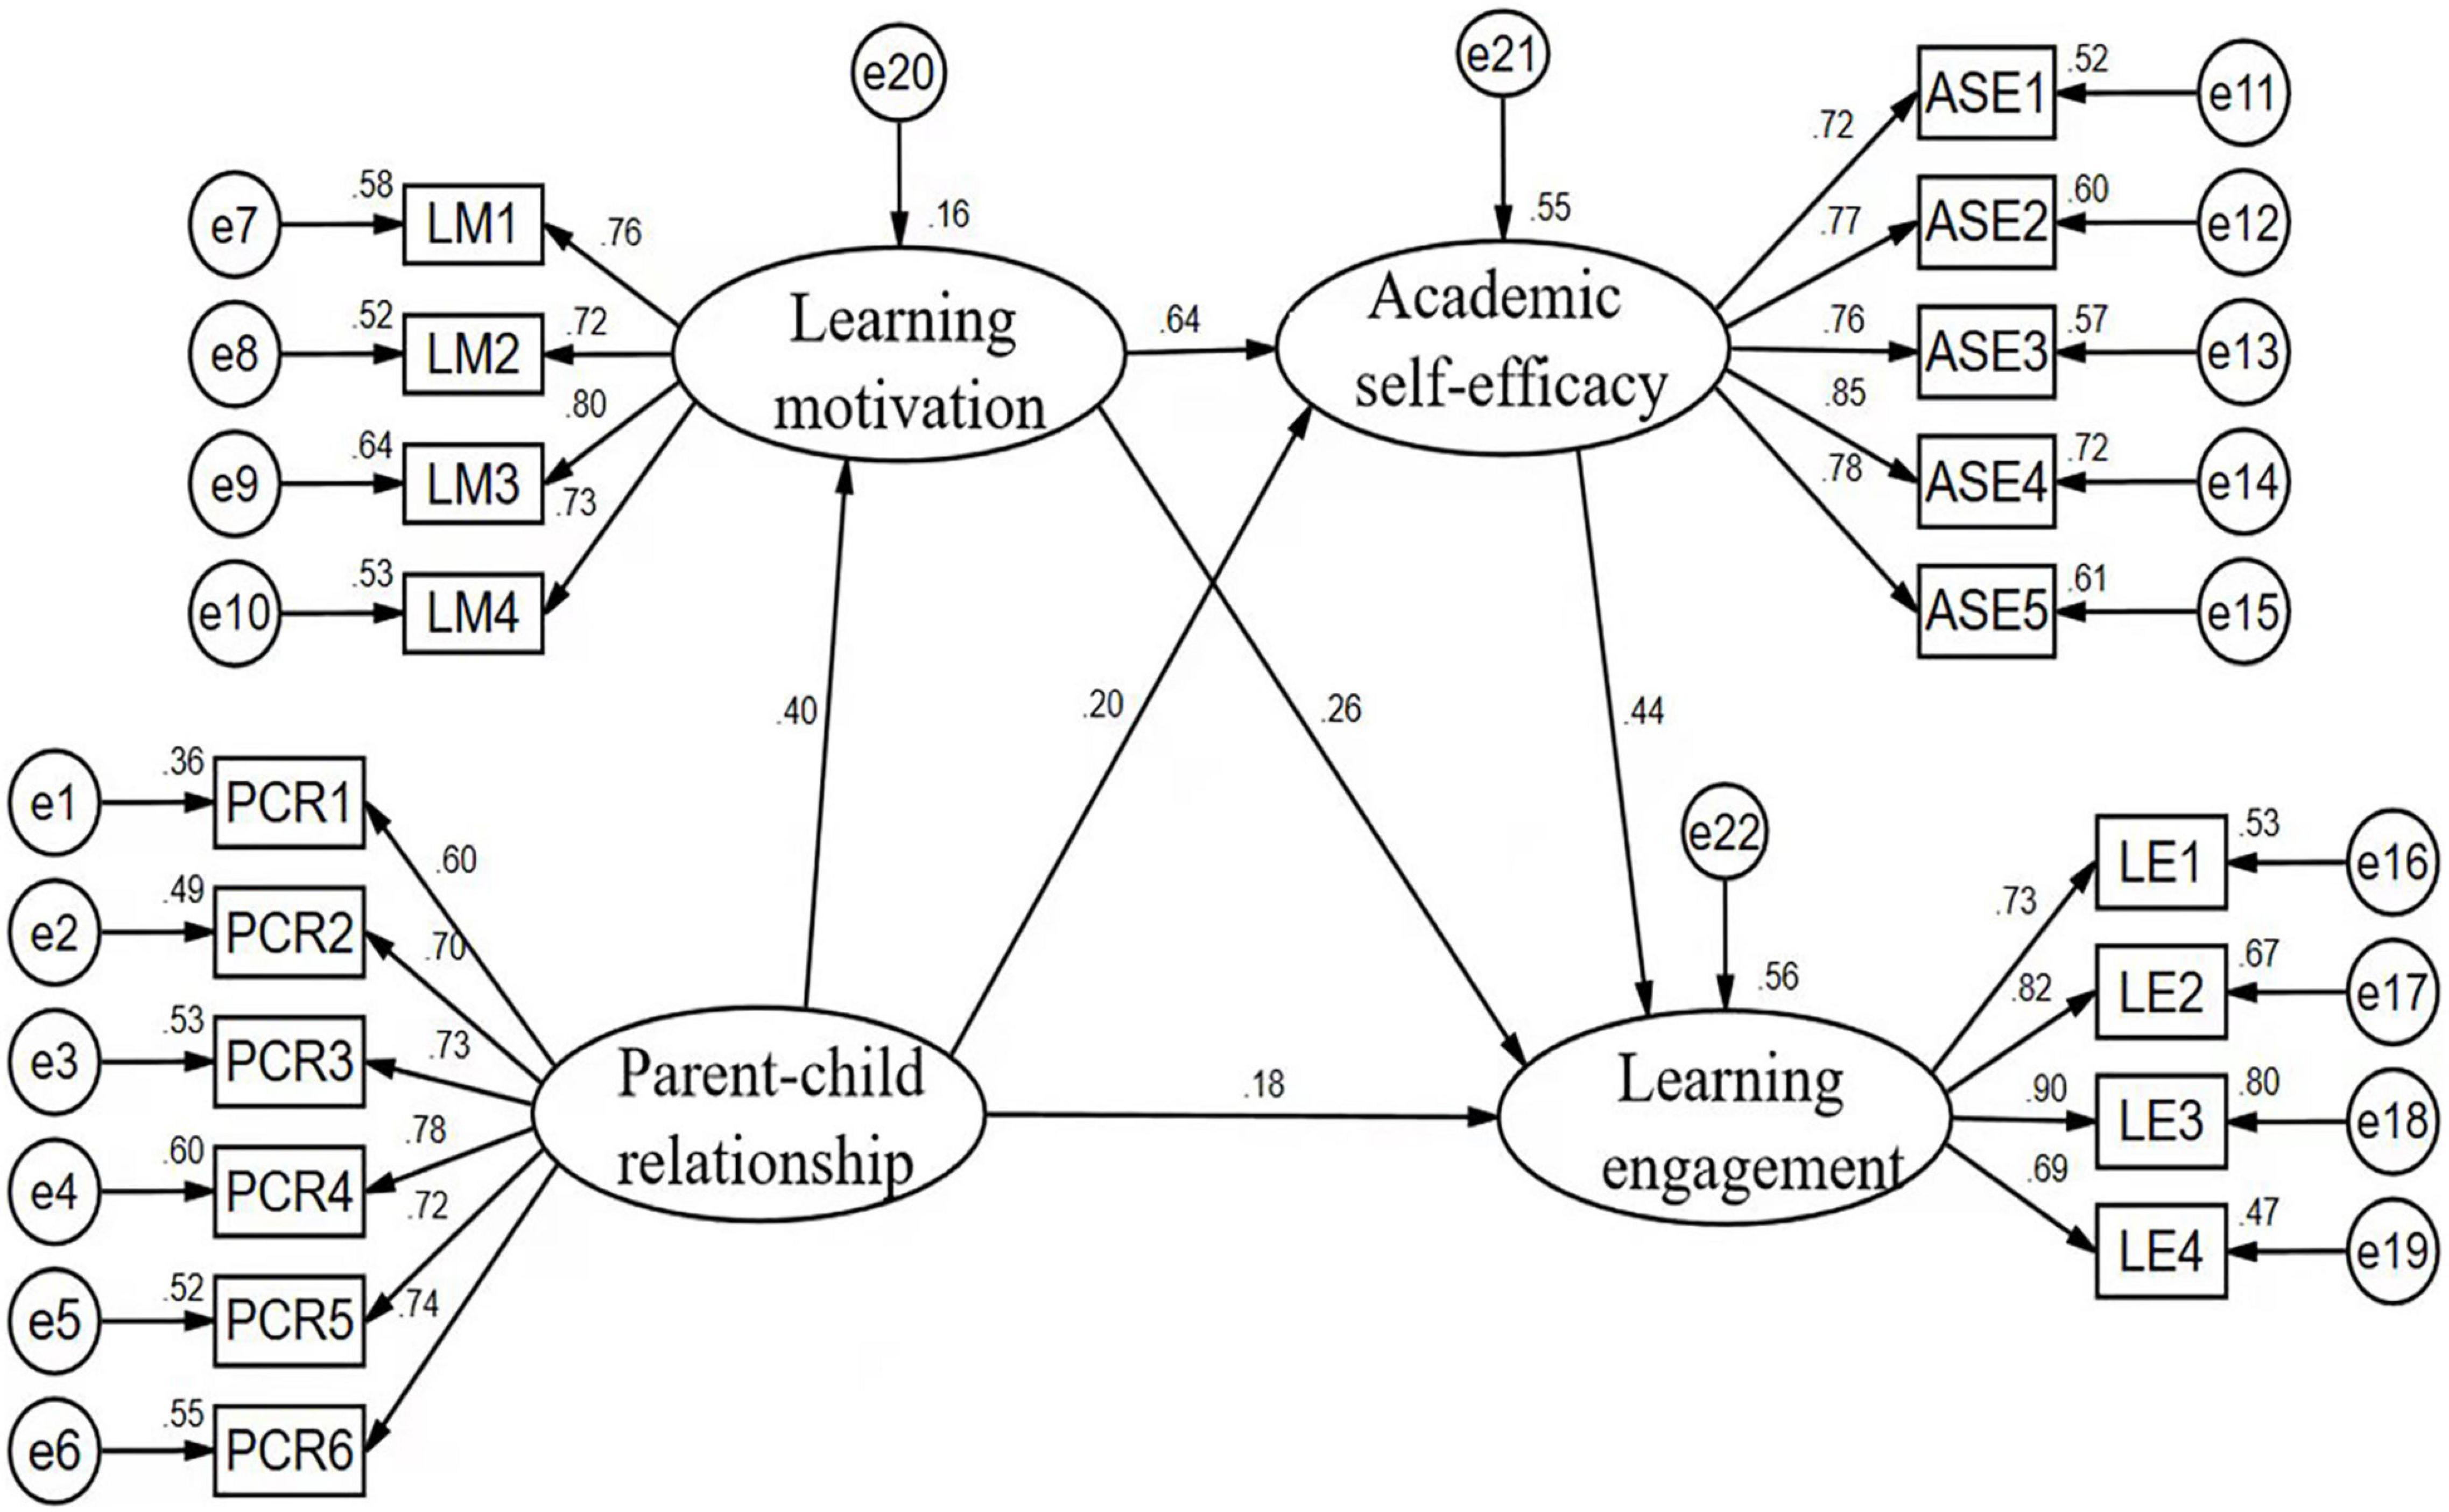 e20
e21
.16
.55
Learning
motivation
Academic
self-efficacy
.64
e7
.58
LM1
.76
e8
.52
LM2
.72
e9
.64
LM3
.80
e10
.53
LM4
.73
.72
ASE1
.52
e11
.77
ASE2
.60
e12
.76
ASE3
.57
e13
.85
ASE4
.72
e14
.78
ASE5
.61
e15
.40
.20
.26
.44
e1
.36
PCR1
.60
e2
.49
PCR2
.70
e3
.53
PCR3
.73
e4
.60
PCR4
.78
e5
.52
PCR5
.72
e6
.55
PCR6
.74
Parent-child
relationship
.18
e22
.56
Learning
engagement
.73
LE1
.53
e16
.82
LE2
.67
e17
.90
LE3
.80
e18
.69
LE4
.47
e19